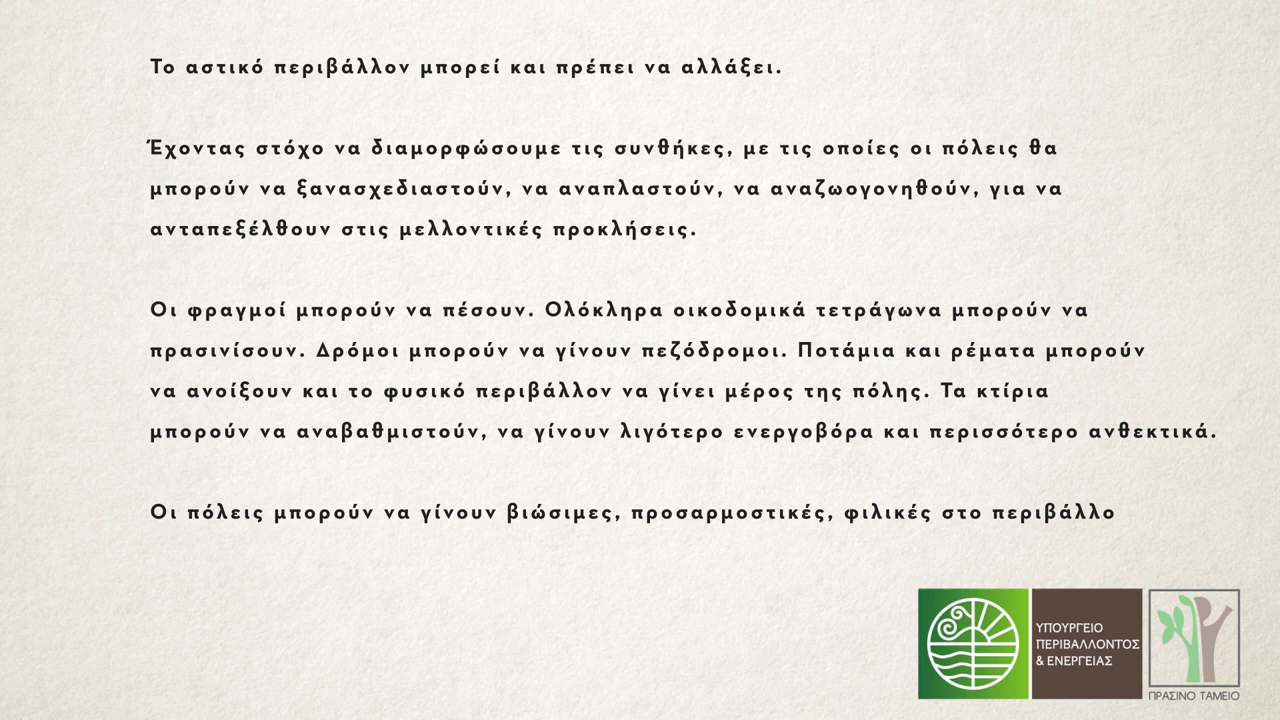 Το αστικό περιβάλλον μπορεί και πρέπει να αλλάξει.
Έχοντας στόχο να διαμορφώσουμε τις συνθήκες, με τις οποίες οι πόλεις θα
μπορούν να ξανασχεδιαστούν, να αναπλαστούν, να αναζωογονηθούν, για να
ανταπεξέλθουν στις μελλοντικές προκλήσεις.
Οι φραγμοί μπορούν να πέσουν. Ολόκληρα οικοδομικά τετράγωνα μπορούν να
πρασινίσουν. Δρόμοι μπορούν να γίνουν πεζόδρομοι. Ποτάμια και ρέματα μπορούν
να ανοίξουν και το φυσικό περιβάλλον να γίνει μέρος της πόλης. Τα κτίρια
μπορούν να αναβαθμιστούν, να γίνουν λιγότερο ενεργοβόρα και περισσότερο ανθεκτικά.
Οι πόλεις μπορούν να γίνουν βιώσιμες, προσαρμοστικές, φιλικές στο περιβάλλο
ΥΠΟΥΡΓΕΙΟ
ΠΕΡΙΒΑΛΛΟΝΤΟΣ
& ΕΝΕΡΓΕΙΑΣ
ΠΡΑΣΙΝΟ ΤΑΜΕΙΟ